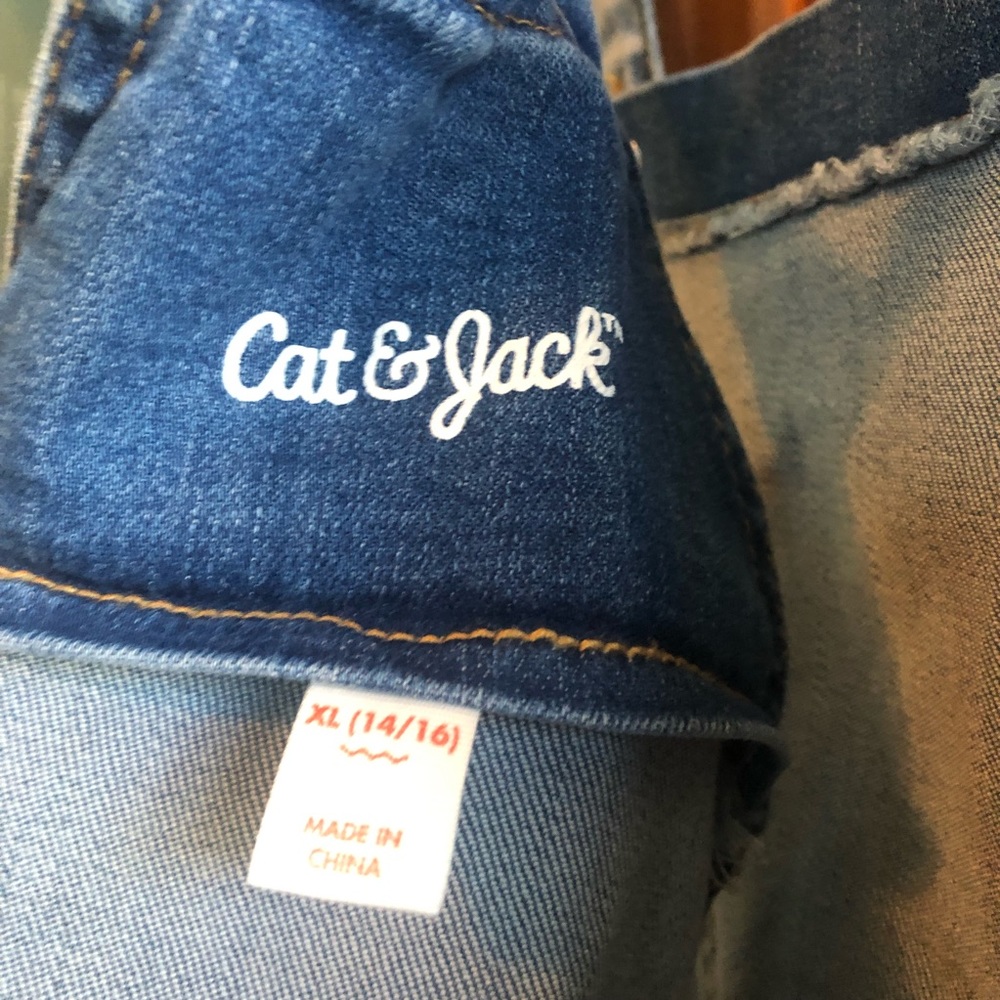 Cat & Jack™
XL (14/16)
MADE IN
CHINA